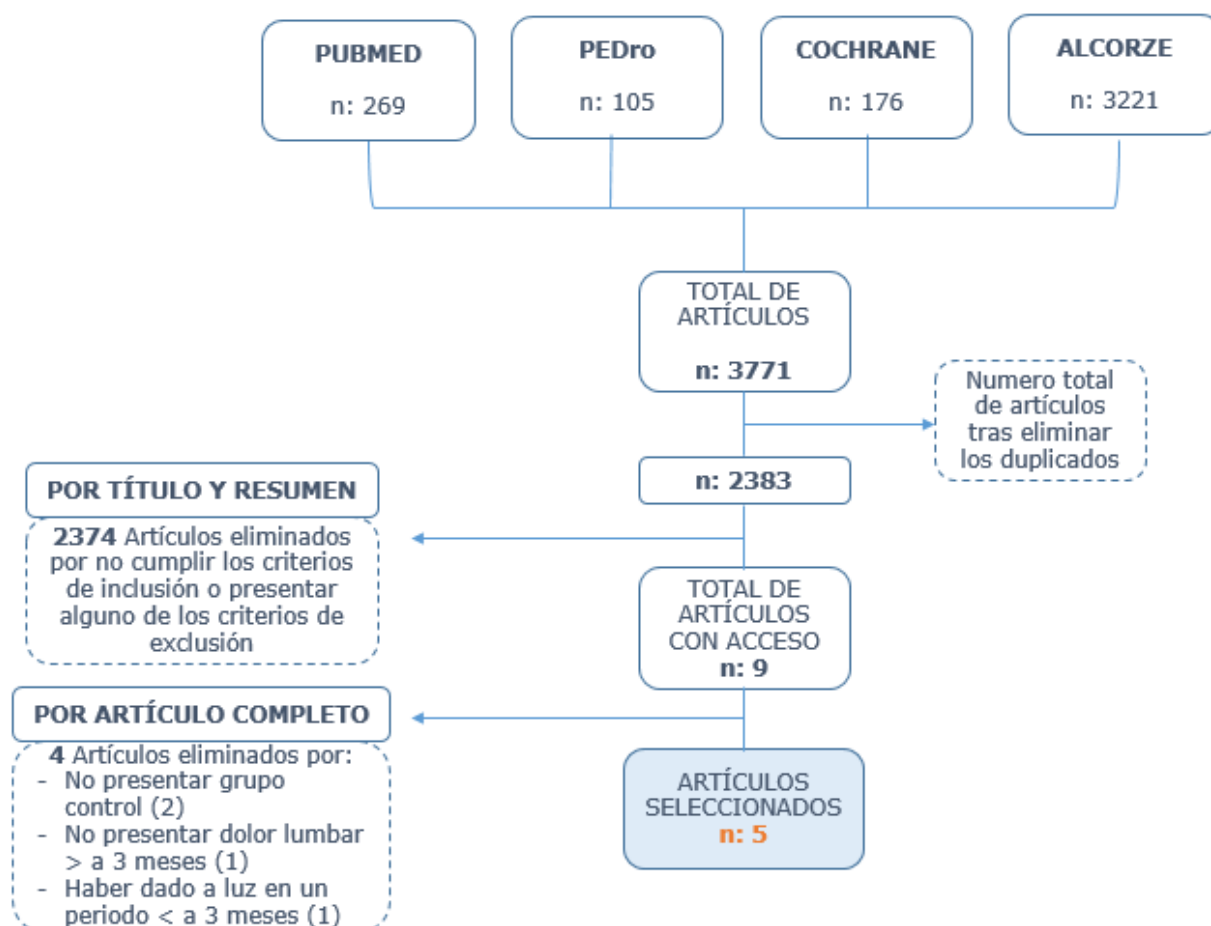 PUBMED
n: 269
PEDro
n: 105
COCHRANE
n: 176
ALCORZE
n: 3221
TOTAL DE
ARTÍCULOS
n: 3771
Numero total
de artículos
tras eliminar
los duplicados
n: 2383
POR TÍTULO Y RESUMEN
2374 Artículos eliminados
por no cumplir los criterios
de inclusión o presentar
alguno de los criterios de
exclusión
TOTAL DE
ARTÍCULOS
CON ACCESO
n: 9
POR ARTÍCULO COMPLETO
4 Artículos eliminados por:
- No presentar grupo
control (2)
- No presentar dolor lumbar
> a 3 meses (1)
- Haber dado a luz en un
periodo < a 3 meses (1)
ARTÍCULOS
SELECCIONADOS
n: 5